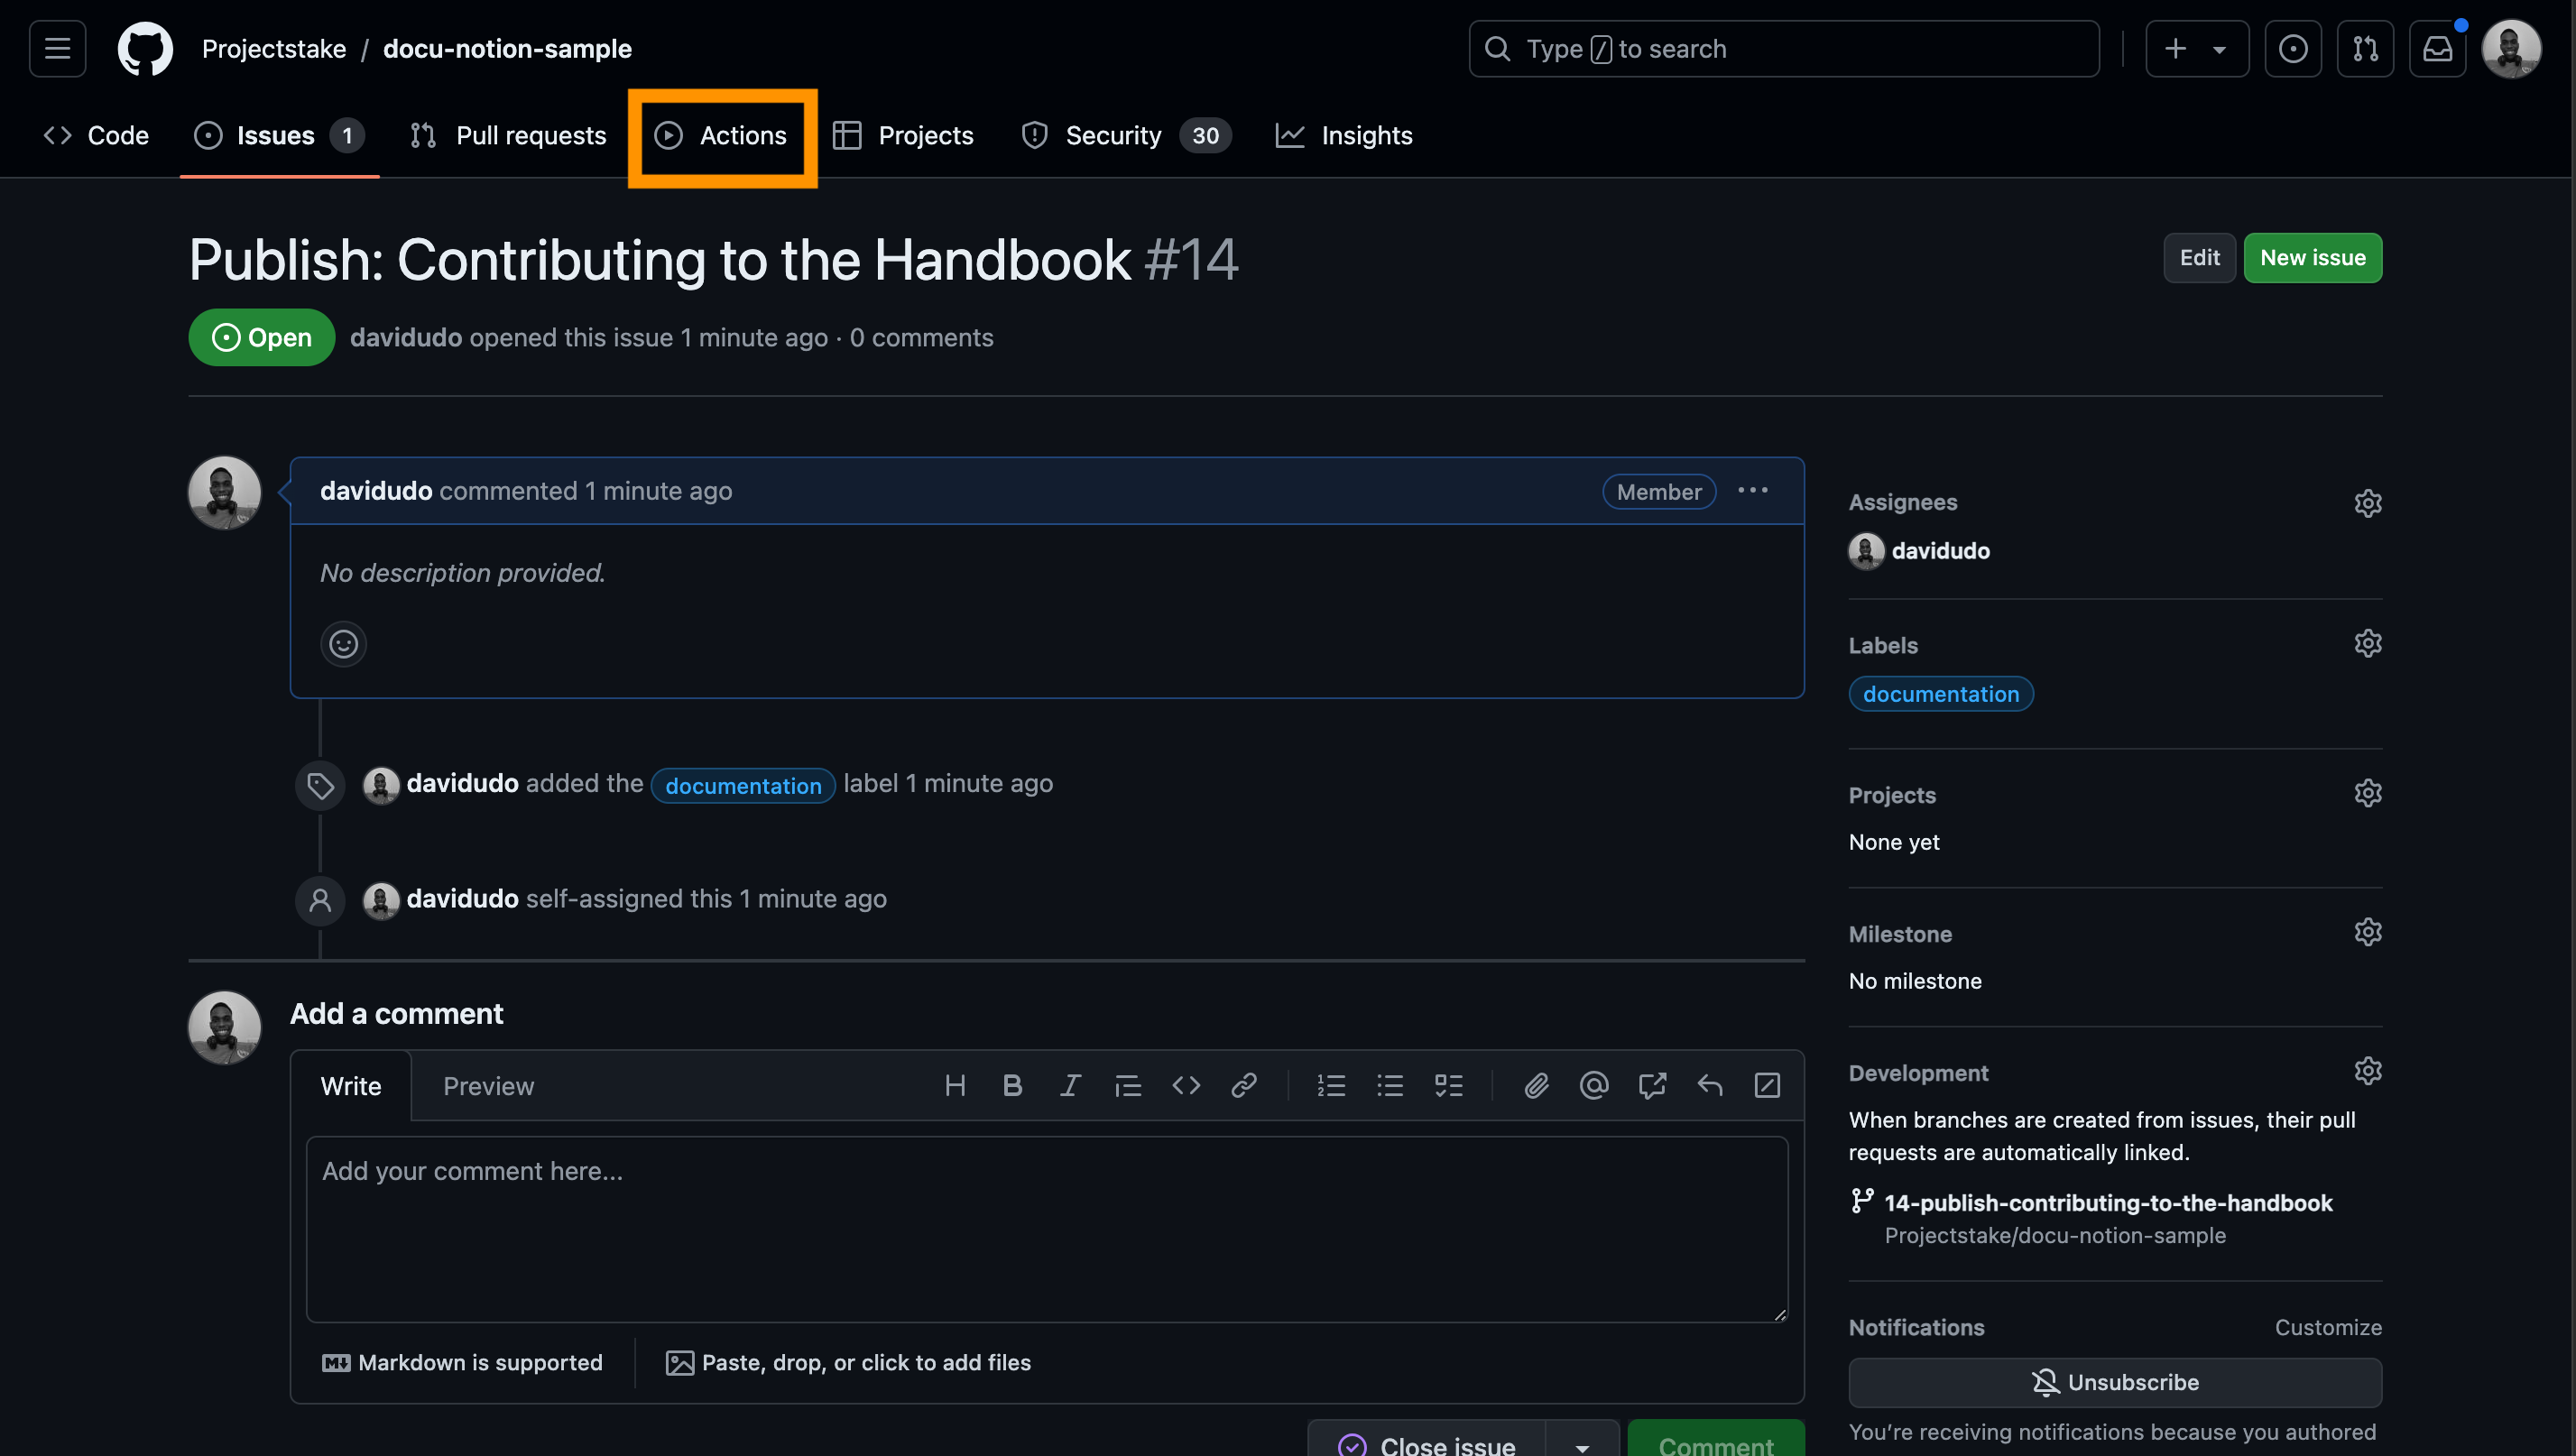 Projectstake / docu-notion-sample
Type / to search
Code
Issues 1
Pull requests
Actions
Projects
Security 30
Insights
Publish: Contributing to the Handbook #14
Edit
New issue
Open
davidudo opened this issue 1 minute ago · 0 comments
davidudo commented 1 minute ago
Member
No description provided.
davidudo added the documentation label 1 minute ago
davidudo self-assigned this 1 minute ago
Add a comment
Write
Preview
Add your comment here...
Markdown is supported
Paste, drop, or click to add files
Close issue
Comment
Assignees
davidudo
Labels
documentation
Projects
None yet
Milestone
No milestone
Development
When branches are created from issues, their pull
requests are automatically linked.
14-publish-contributing-to-the-handbook
Projectstake/docu-notion-sample
Notifications
Customize
Unsubscribe
You’re receiving notifications because you authored